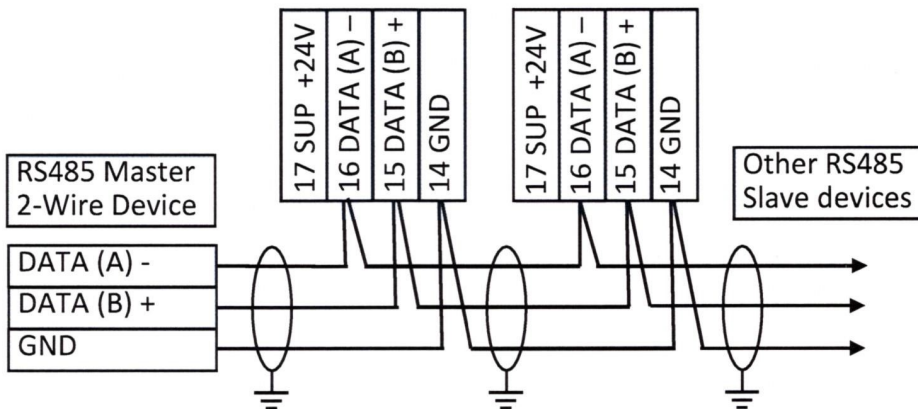 17 SUP +24V
16 DATA (A) –
15 DATA (B) +
14 GND
17 SUP +24V
16 DATA (A) –
15 DATA (B) +
14 GND
RS485 Master
2-Wire Device
Other RS485
Slave devices
DATA (A) -
DATA (B) +
GND